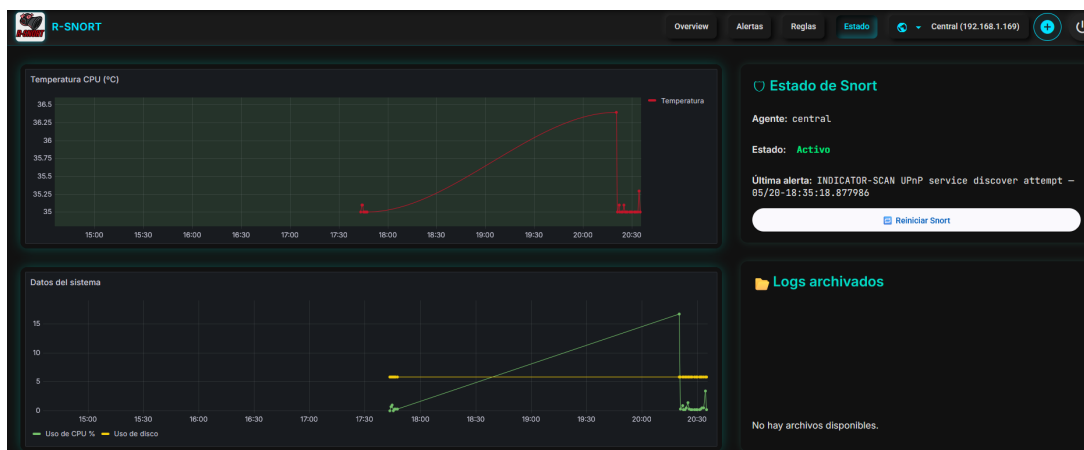 R-SNORT
R-SNORT
Overview
Alertas
Reglas
Estado
Central (192.168.1.169)
Temperatura CPU (ºC)
36.5
36.25
36
35.75
35.5
35.25
35
15:00 15:30 16:00 16:30 17:00 17:30 18:00 18:30 19:00 19:30 20:00 20:30
Temperatura
Estado de Snort
Agente: central
Estado: Activo
Última alerta: INDICATOR-SCAN UPnP service discover attempt —
05/20-18:35:18.877986
Reiniciar Snort
Datos del sistema
15
10
5
0
15:00 15:30 16:00 16:30 17:00 17:30 18:00 18:30 19:00 19:30 20:00 20:30
Uso de CPU % Uso de disco
Logs archivados
No hay archivos disponibles.